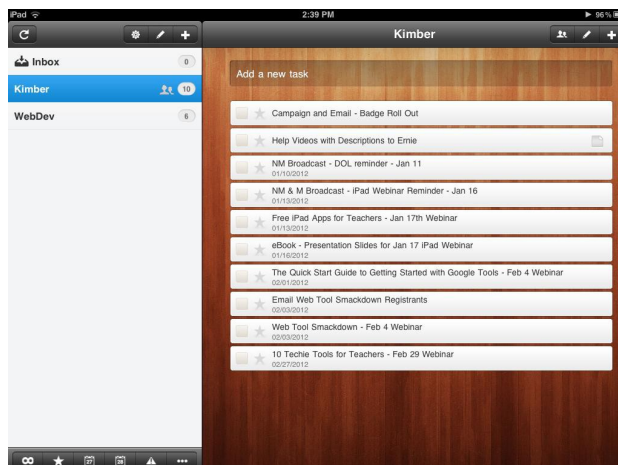 iPad 2:39 PM 96%
Kimber
Inbox 0
Kimber 10
WebDev 6
Add a new task
Campaign and Email - Badge Roll Out
Help Videos with Descriptions to Ernie
NM Broadcast - DOL reminder - Jan 11
01/10/2012
NM & M Broadcast - iPad Webinar Reminder - Jan 16
01/13/2012
Free iPad Apps for Teachers - Jan 17th Webinar
01/13/2012
eBook - Presentation Slides for Jan 17 iPad Webinar
01/16/2012
The Quick Start Guide to Getting Started with Google Tools - Feb 4 Webinar
02/01/2012
Email Web Tool Smackdown Registrants
02/03/2012
Web Tool Smackdown - Feb 4 Webinar
02/03/2012
10 Techie Tools for Teachers - Feb 29 Webinar
02/27/2012
27 28